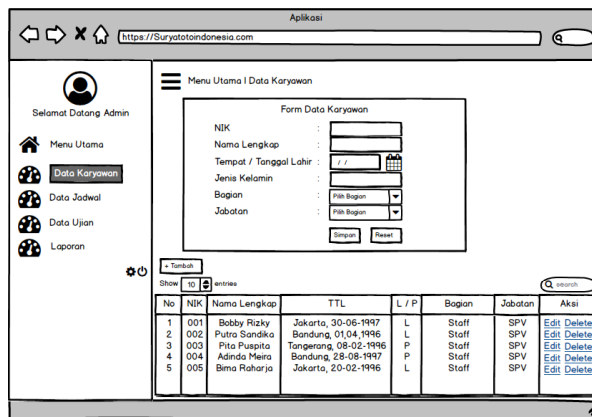 Aplikasi
https://Suryatotoindonesia.com
Selamat Datang Admin
Menu Utama
Data Karyawan
Data Jadwal
Data Ujian
Laporan
Menu Utama | Data Karyawan
Form Data Karyawan
NIK :
Nama Lengkap :
Tempat / Tanggal Lahir : / /
Jenis Kelamin :
Bagian : Pilih Bagian
Jabatan : Pilih Bagian
Simpan Reset
+ Tambah
Show 10 entries search
No NIK Nama Lengkap TTL L / P Bagian Jabatan Aksi
1 001 Bobby Rizky Jakarta, 30-06-1997 L Staff SPV Edit Delete
2 002 Putra Sandika Bandung, 01,04,1996 L Staff SPV Edit Delete
3 003 Pita Puspita Tangerang, 08-02-1996 P Staff SPV Edit Delete
4 004 Adinda Meira Bandung, 28-08-1997 P Staff SPV Edit Delete
5 005 Bima Raharja Jakarta, 20-02-1996 L Staff SPV Edit Delete